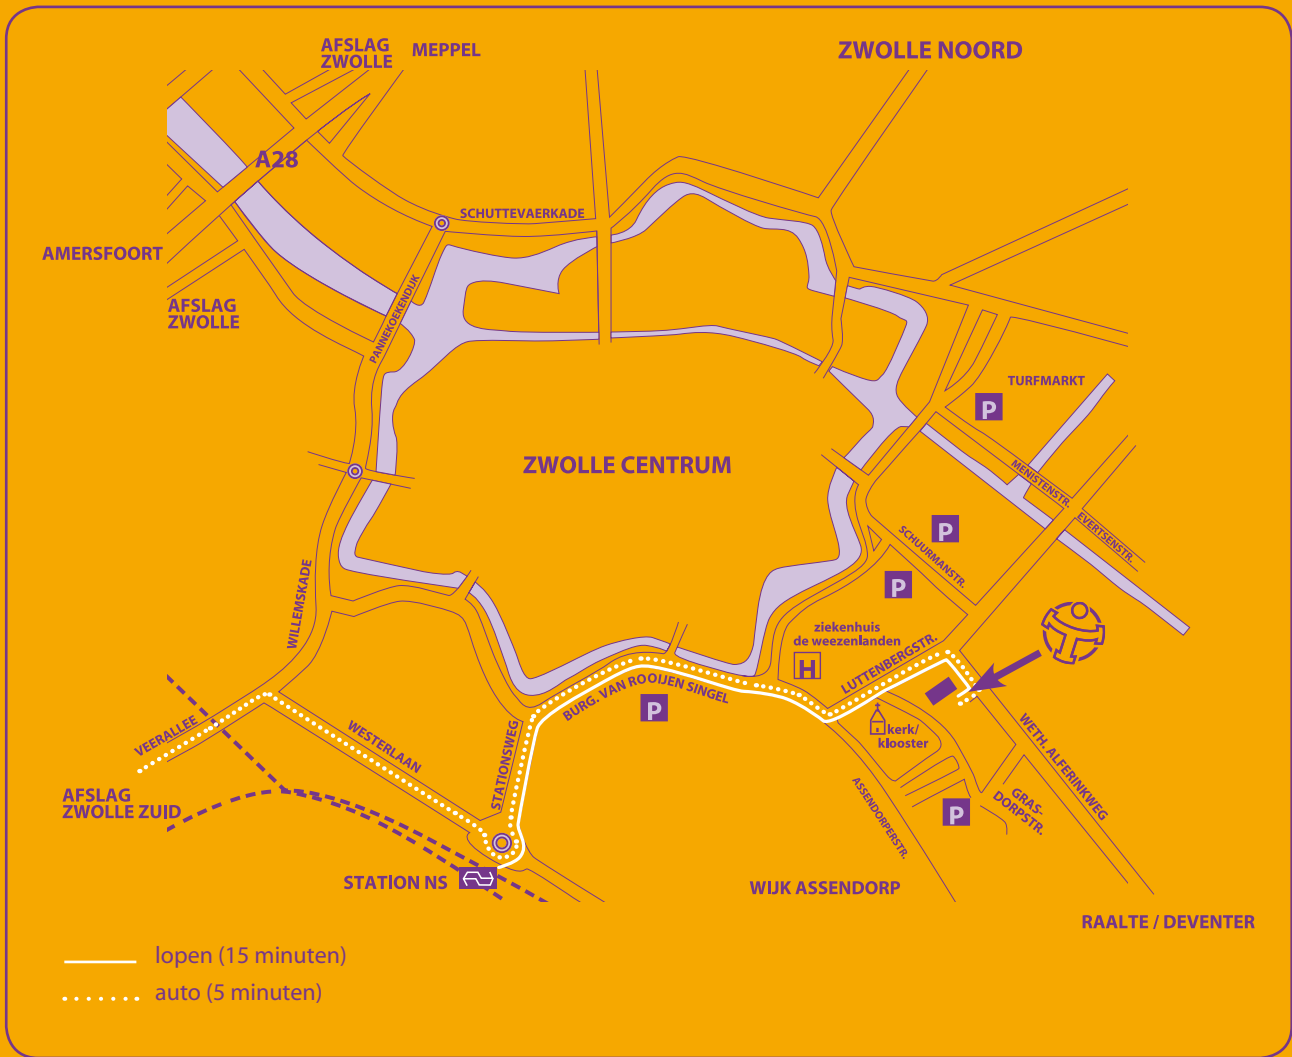 AFSLAG
ZWOLLE
MEPPEL
ZWOLLE NOORD
A28
SCHUTTEVAERKADE
AMERSFOORT
AFSLAG
ZWOLLE
PANNEKOEKENDIJK
TURFMARKT
P
ZWOLLE CENTRUM
MENISTENSTR.
EVERTSENSTR.
P
SCHUURMANSTR.
P
WILLEMSKADE
ziekenhuis
de weezenlanden
H
LUTTENBERGSTR.
BURG. VAN ROOIJEN SINGEL
P
kerk/
klooster
VEERALLEE
WESTERLAAN
STATIONSWEG
WETH. ALFERINKWEG
ASSENDORPERSTR.
GRAS-
DORPSTR.
P
AFSLAG
ZWOLLE ZUID
STATION NS
WIJK ASSENDORP
RAALTE / DEVENTER
lopen (15 minuten)
auto (5 minuten)